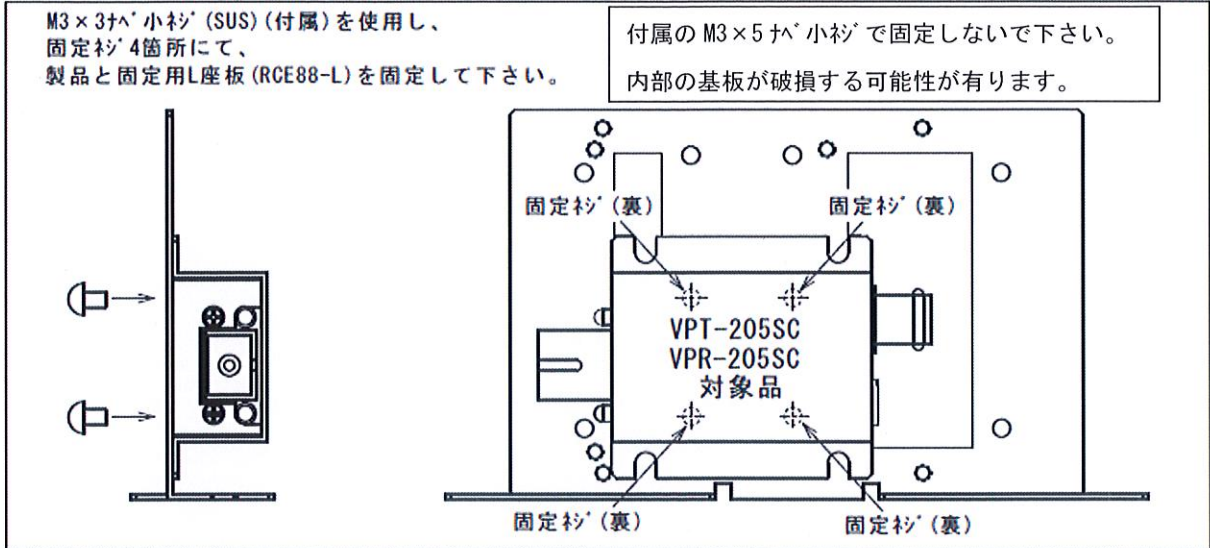 M3×3ﾅﾍﾞ小ﾈｼﾞ(SUS)(付属)を使用し、
固定ﾈｼﾞ4箇所にて、
製品と固定用L座板(RCE88-L)を固定して下さい。
付属の M3×5 ﾅﾍﾞ小ﾈｼﾞで固定しないで下さい。
内部の基板が破損する可能性が有ります。
固定ﾈｼﾞ(裏)
固定ﾈｼﾞ(裏)
VPT-205SC
VPR-205SC
対象品
固定ﾈｼﾞ(裏)
固定ﾈｼﾞ(裏)